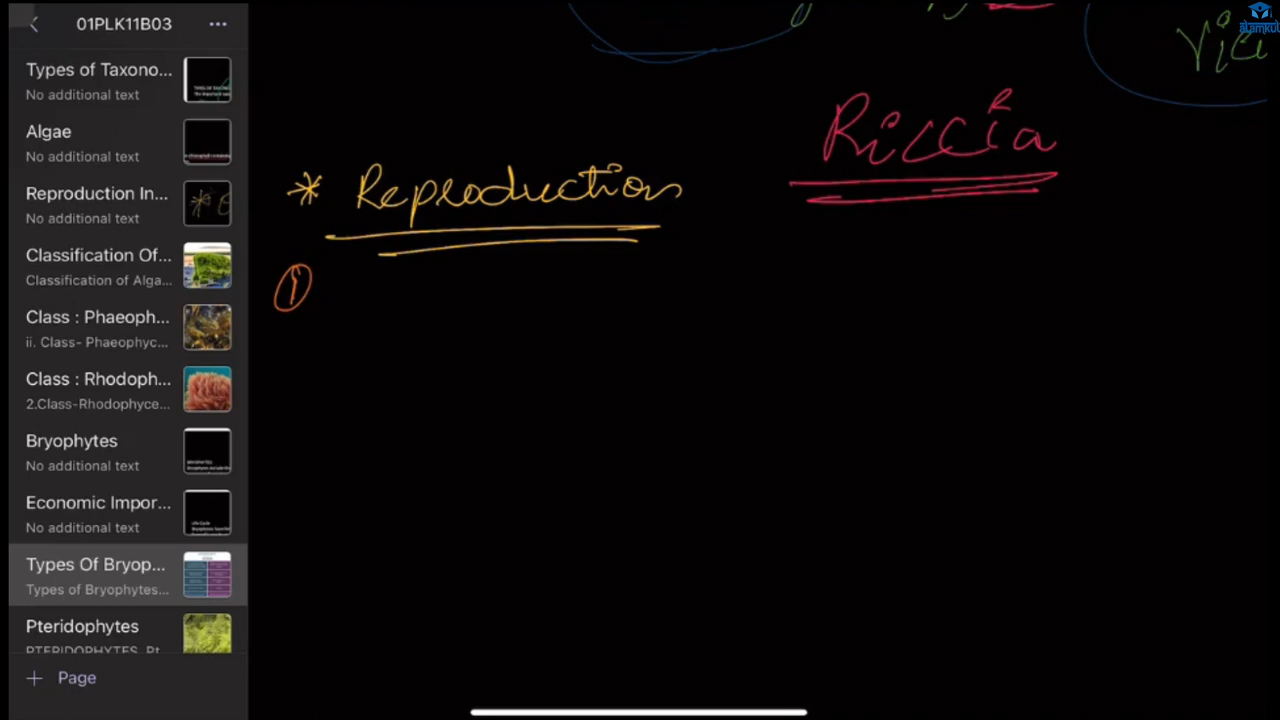 01PLK11B03 ...
Types of Taxono...
No additional text
Algae
No additional text
Reproduction In...
No additional text
Classification Of...
Classification of Alga...
Class : Phaeoph...
ii. Class- Phaeophyc...
Class : Rhodoph...
2.Class-Rhodophyce...
Bryophytes
No additional text
Economic Impor...
No additional text
Types Of Bryop...
Types of Bryophytes...
Pteridophytes
PTERIDOPHYTES Pt
+ Page
Riccia
* Reproduction
①